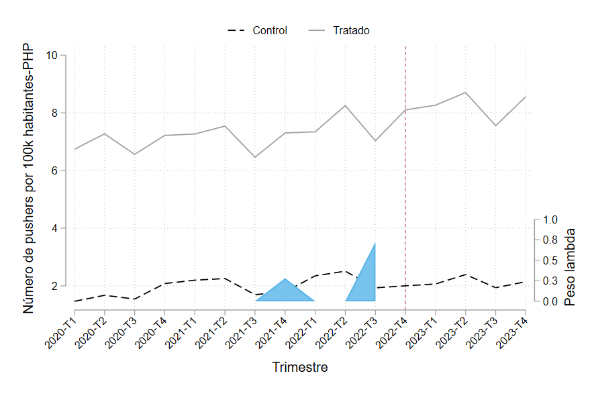 Control Tratado
Número de pushers por 100k habitantes-PHP
10
8
6
4
2
1.0
0.8
0.5
0.3
0.0
Peso lambda
2020-T1 2020-T2 2020-T3 2020-T4 2021-T1 2021-T2 2021-T3 2021-T4 2022-T1 2022-T2 2022-T3 2022-T4 2023-T1 2023-T2 2023-T3 2023-T4
Trimestre